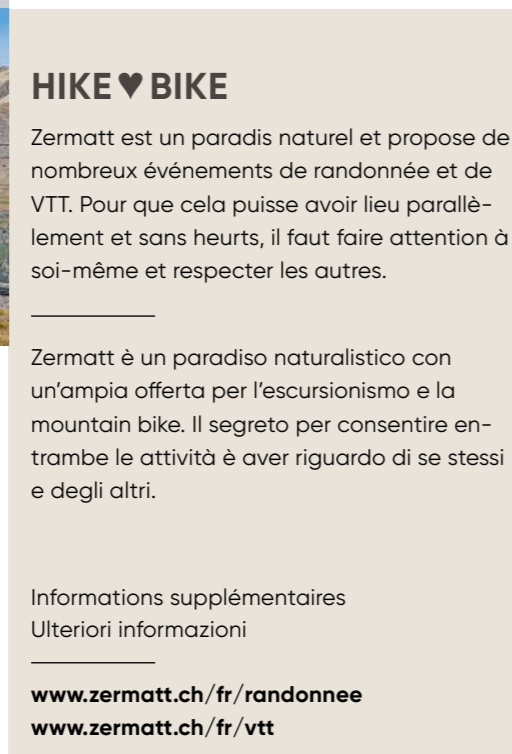 HIKE ♥ BIKE
Zermatt est un paradis naturel et propose de
nombreux événements de randonnée et de
VTT. Pour que cela puisse avoir lieu parallè-
lement et sans heurts, il faut faire attention à
soi-même et respecter les autres.
Zermatt è un paradiso naturalistico con
un'ampia offerta per l'escursionismo e la
mountain bike. Il segreto per consentire en-
trambe le attività è aver riguardo di se stessi
e degli altri.
Informations supplémentaires
Ulteriori informazioni
www.zermatt.ch/fr/randonnee
www.zermatt.ch/fr/vtt